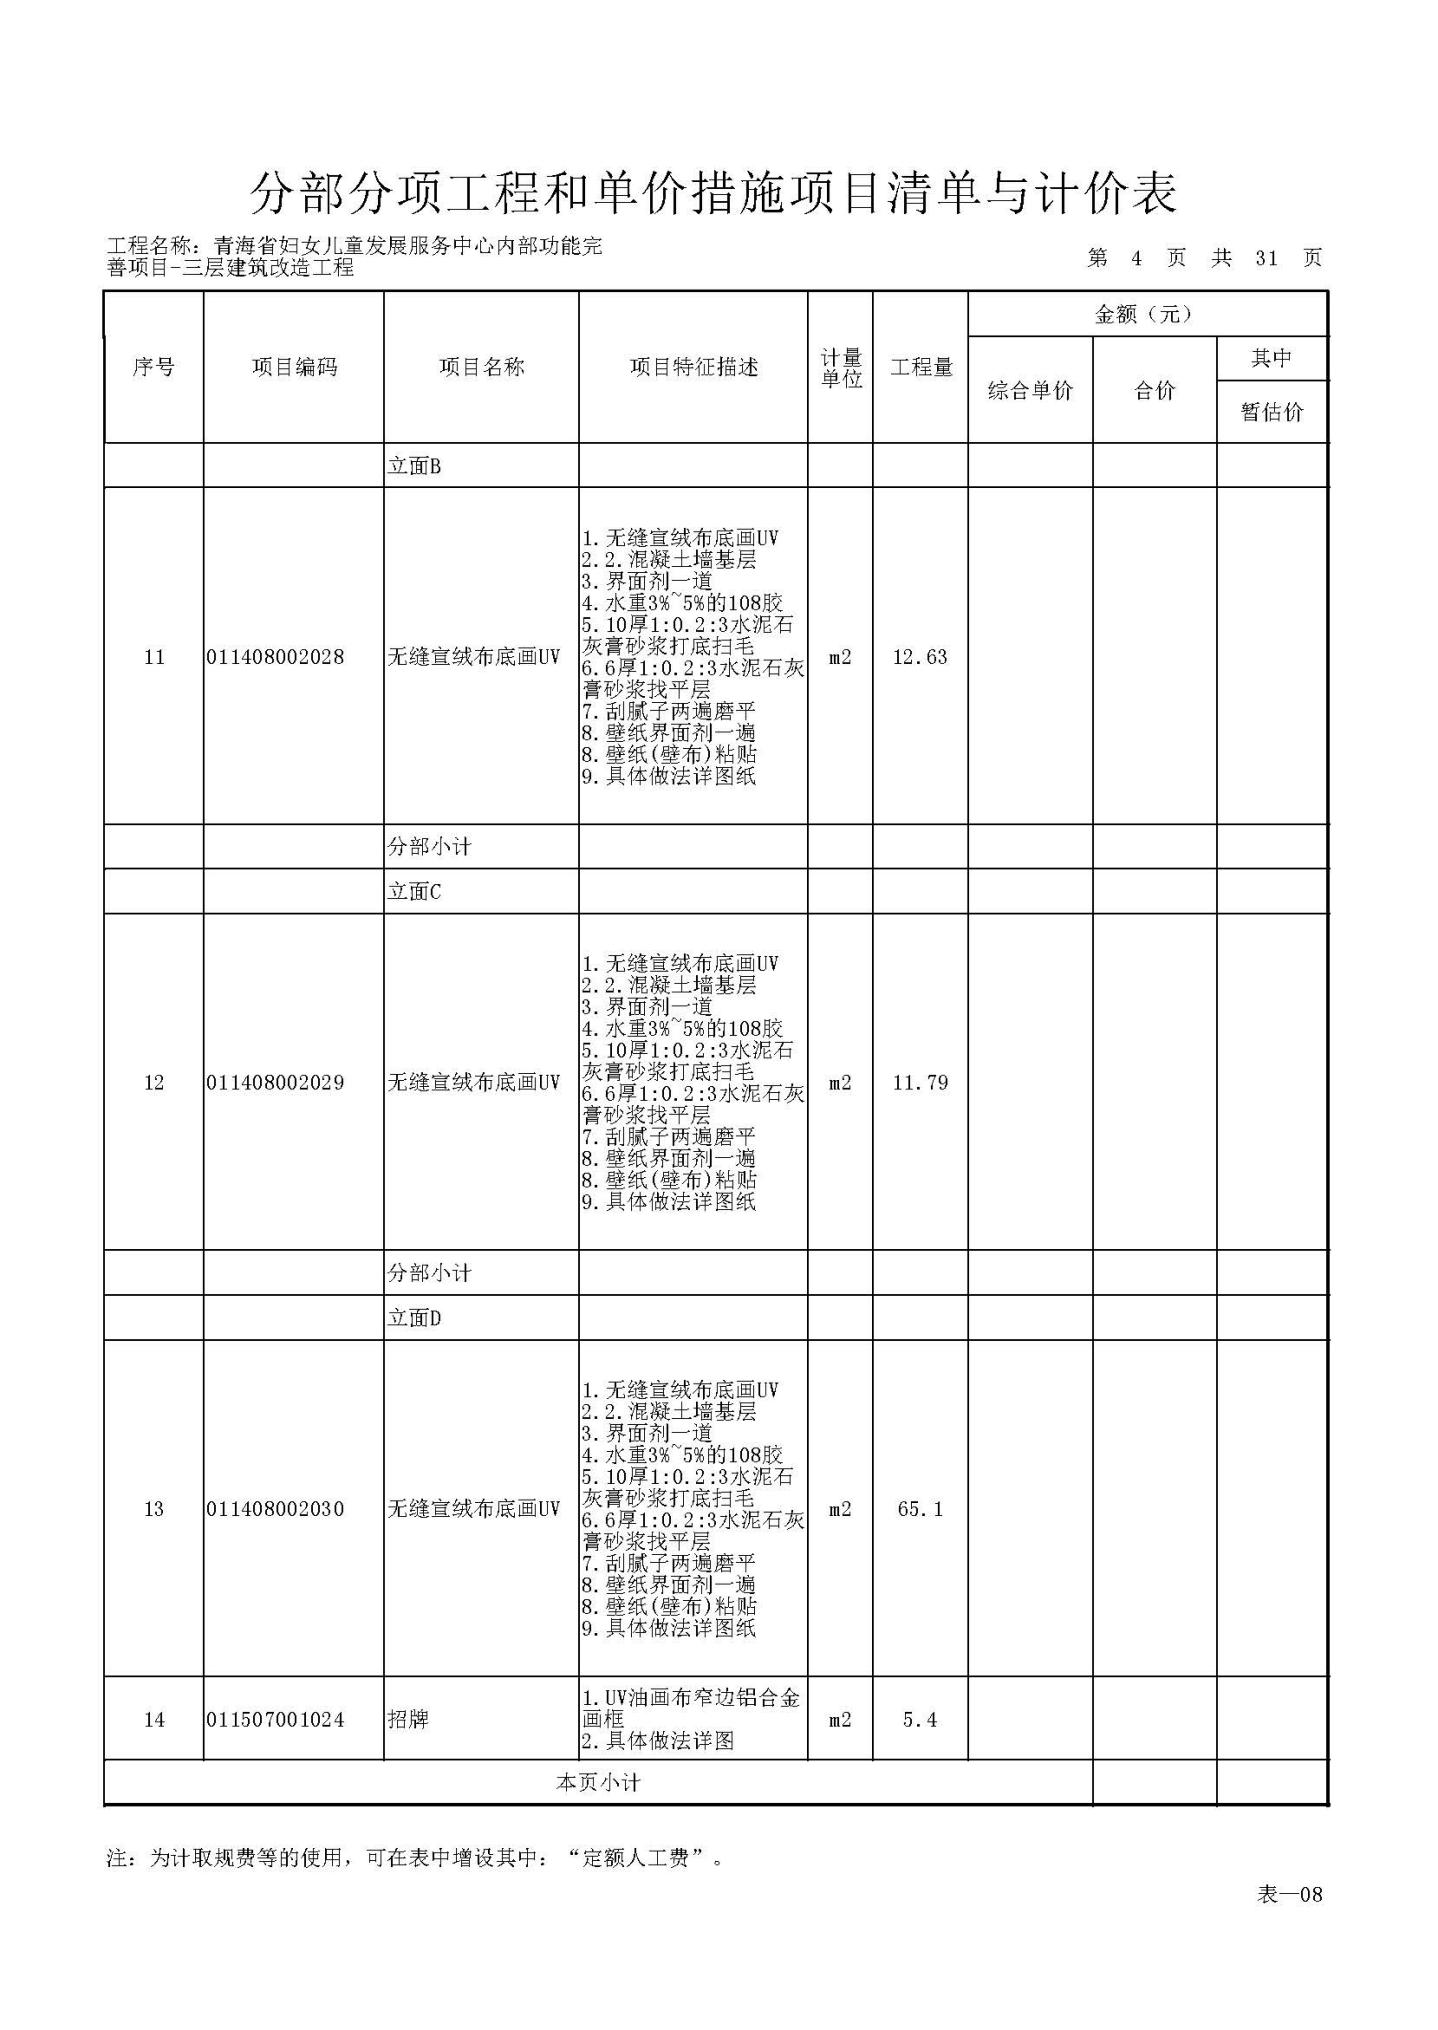 分部分项工程和单价措施项目清单与计价表
工程名称：青海省妇女儿童发展服务中心内部功能完
善项目-三层建筑改造工程
第 4 页 共 31 页
序号 项目编码 项目名称 项目特征描述 计量单位 工程量 金额（元）
综合单价 合价 其中
暂估价
立面B
11 011408002028 无缝宣绒布底画UV m2 12.63
1.无缝宣绒布底画UV
2.2.混凝土墙基层
3.界面剂一道
4.水重3%~5%的108胶
5.10厚1:0.2:3水泥石
灰膏砂浆打底扫毛
6.6厚1:0.2:3水泥石灰
膏砂浆找平层
7.刮腻子两遍磨平
8.壁纸界面剂一遍
8.壁纸(壁布)粘贴
9.具体做法详图纸
分部小计
立面C
12 011408002029 无缝宣绒布底画UV m2 11.79
1.无缝宣绒布底画UV
2.2.混凝土墙基层
3.界面剂一道
4.水重3%~5%的108胶
5.10厚1:0.2:3水泥石
灰膏砂浆打底扫毛
6.6厚1:0.2:3水泥石灰
膏砂浆找平层
7.刮腻子两遍磨平
8.壁纸界面剂一遍
8.壁纸(壁布)粘贴
9.具体做法详图纸
分部小计
立面D
13 011408002030 无缝宣绒布底画UV m2 65.1
1.无缝宣绒布底画UV
2.2.混凝土墙基层
3.界面剂一道
4.水重3%~5%的108胶
5.10厚1:0.2:3水泥石
灰膏砂浆打底扫毛
6.6厚1:0.2:3水泥石灰
膏砂浆找平层
7.刮腻子两遍磨平
8.壁纸界面剂一遍
8.壁纸(壁布)粘贴
9.具体做法详图纸
14 011507001024 招牌 m2 5.4
1.UV油画布窄边铝合金
画框
2.具体做法详图
本页小计
注：为计取规费等的使用，可在表中增设其中：“定额人工费”。
表—08